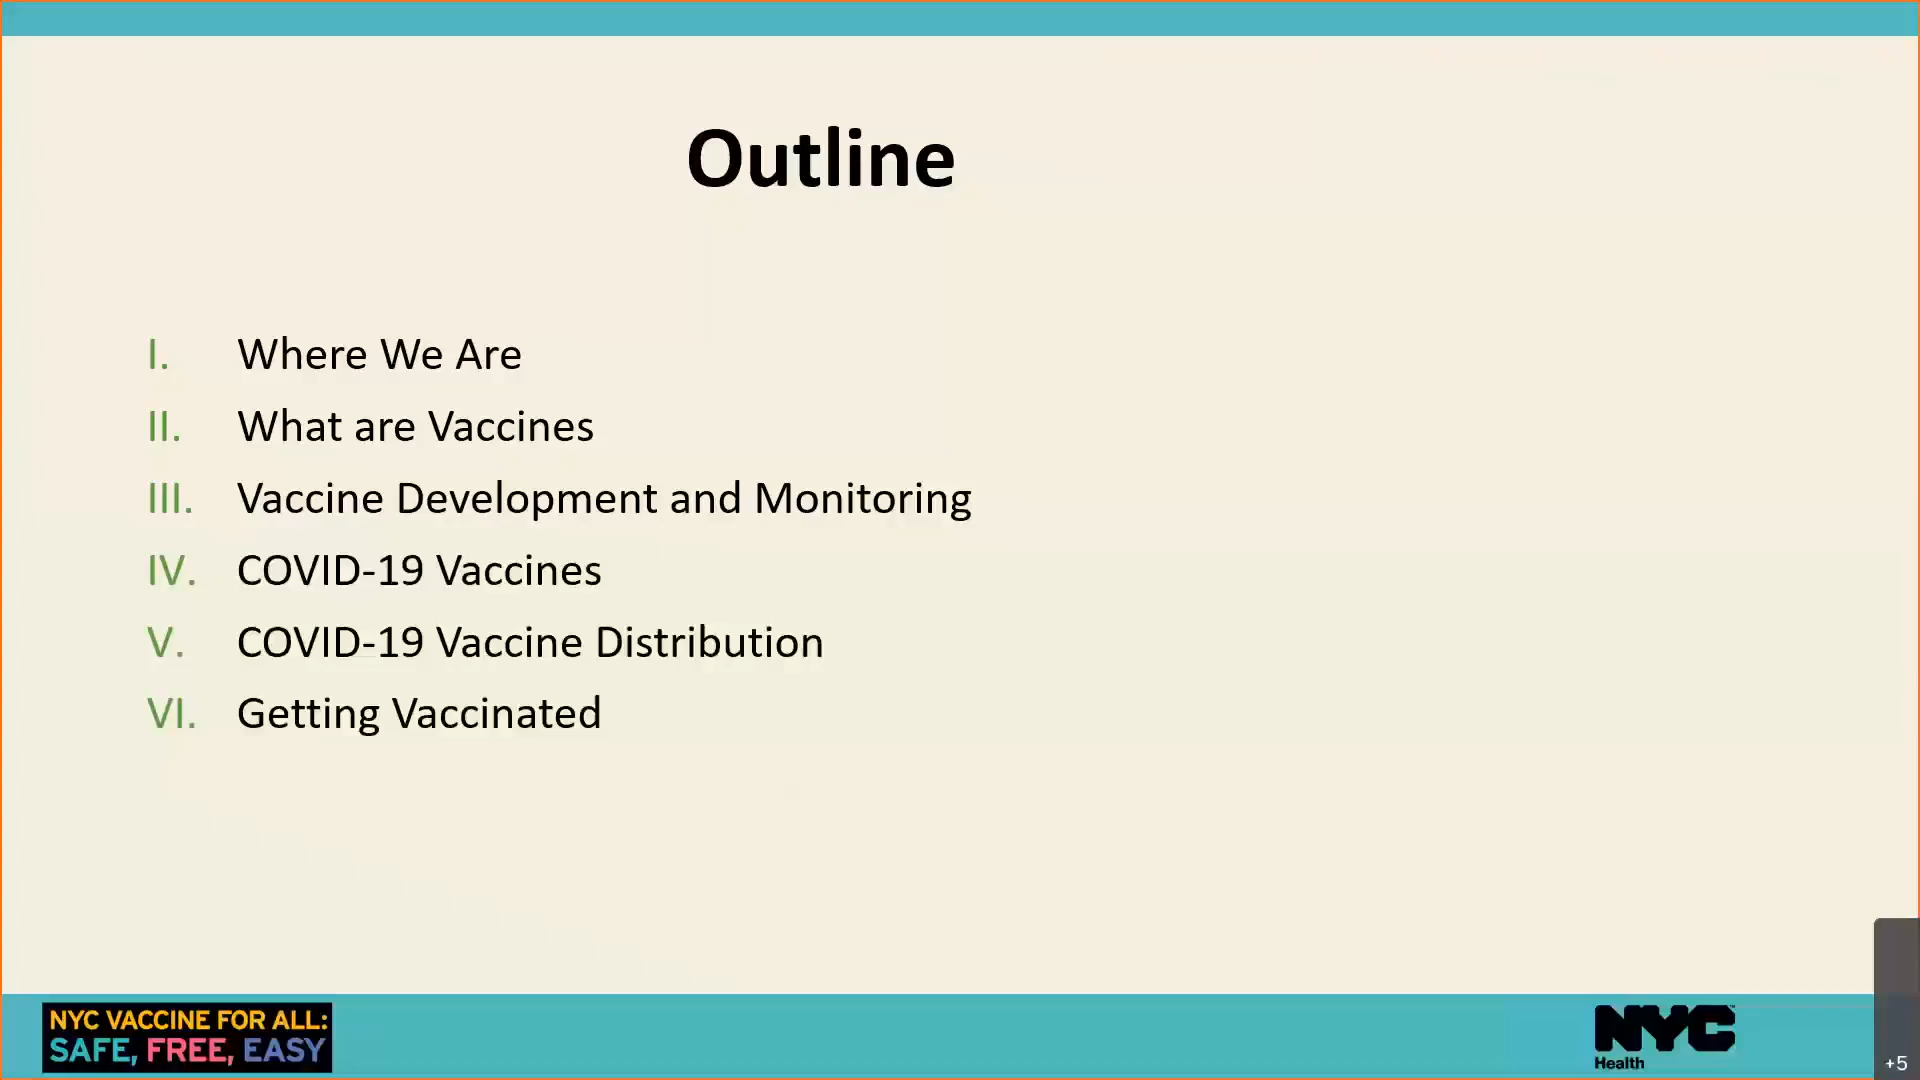 Outline
I. Where We Are
II. What are Vaccines
III. Vaccine Development and Monitoring
IV. COVID-19 Vaccines
V. COVID-19 Vaccine Distribution
VI. Getting Vaccinated
NYC VACCINE FOR ALL:
SAFE, FREE, EASY
NYC
Health
+5